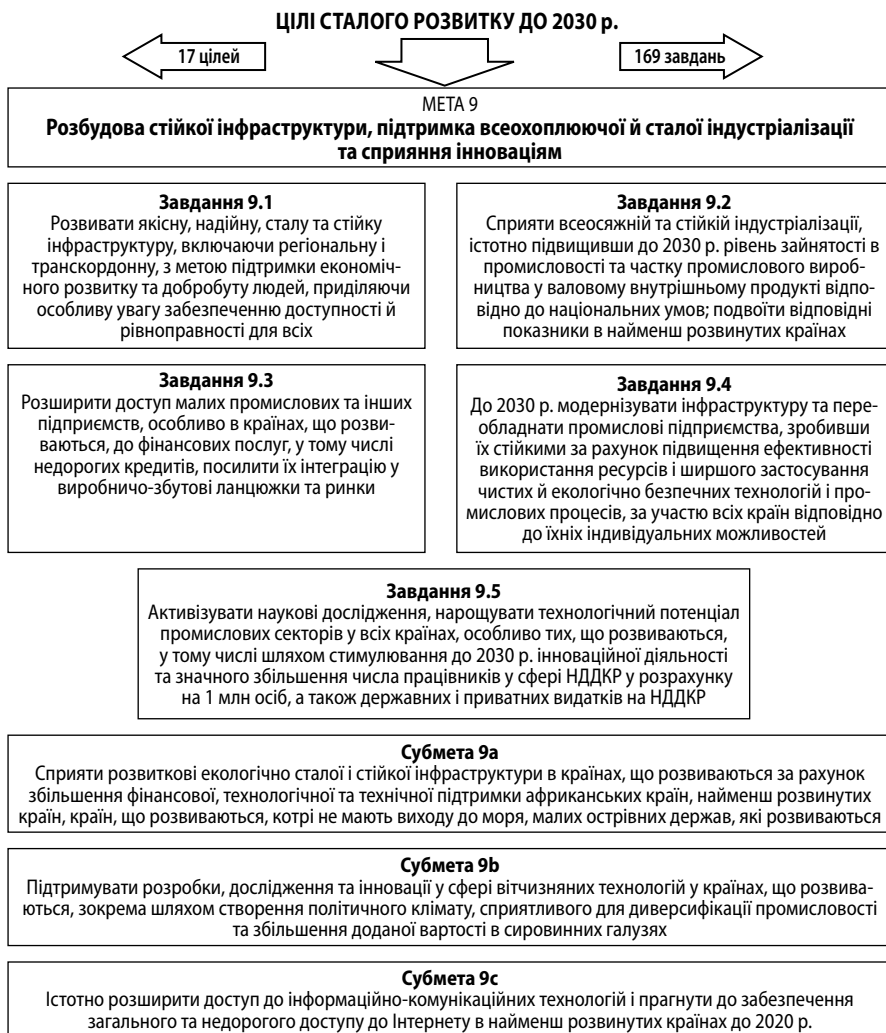 ЦІЛІ СТАЛОГО РОЗВИТКУ ДО 2030 р.
17 цілей
169 завдань
МЕТА 9
Розбудова стійкої інфраструктури, підтримка всеохоплюючої й сталої індустріалізації
та сприяння інноваціям
Завдання 9.1
Розвивати якісну, надійну, сталу та стійку
інфраструктуру, включаючи регіональну і
транскордонну, з метою підтримки економіч-
ного розвитку та добробуту людей, приділяючи
особливу увагу забезпеченню доступності й
рівноправності для всіх
Завдання 9.2
Сприяти всеосяжній та стійкій індустріалізації,
істотно підвищивши до 2030 р. рівень зайнятості в
промисловості та частку промислового вироб-
ництва у валовому внутрішньому продукті відпо-
відно до національних умов; подвоїти відповідні
показники в найменш розвинутих країнах
Завдання 9.3
Розширити доступ малих промислових та інших
підприємств, особливо в країнах, що розви-
ваються, до фінансових послуг, у тому числі
недорогих кредитів, посилити їх інтеграцію у
виробничо-збутові ланцюжки та ринки
Завдання 9.4
До 2030 р. модернізувати інфраструктуру та пере-
обладнати промислові підприємства, зробивши
їх стійкими за рахунок підвищення ефективності
використання ресурсів і ширшого застосування
чистих й екологічно безпечних технологій і про-
мислових процесів, за участю всіх країн відповідно
до їхніх індивідуальних можливостей
Завдання 9.5
Активізувати наукові дослідження, нарощувати технологічний потенціал
промислових секторів у всіх країнах, особливо тих, що розвиваються,
у тому числі шляхом стимулювання до 2030 р. інноваційної діяльності
та значного збільшення числа працівників у сфері НДДКР у розрахунку
на 1 млн осіб, а також державних і приватних видатків на НДДКР
Субмета 9a
Сприяти розвиткові екологічно сталої і стійкої інфраструктури в країнах, що розвиваються за рахунок
збільшення фінансової, технологічної та технічної підтримки африканських країн, найменш розвинутих
країн, країн, що розвиваються, котрі не мають виходу до моря, малих острівних держав, які розвиваються
Субмета 9b
Підтримувати розробки, дослідження та інновації у сфері вітчизняних технологій у країнах, що розвива-
ються, зокрема шляхом створення політичного клімату, сприятливого для диверсифікації промисловості
та збільшення доданої вартості в сировинних галузях
Субмета 9c
Істотно розширити доступ до інформаційно-комунікаційних технологій і прагнути до забезпечення
загального та недорогого доступу до Інтернету в найменш розвинутих країнах до 2020 р.